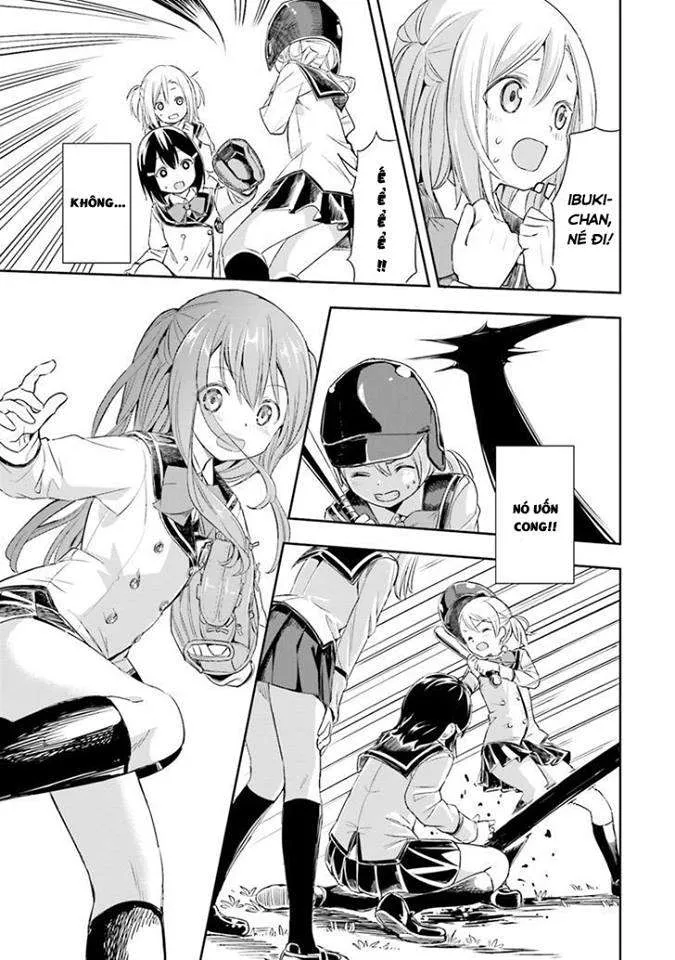 IBUKI-
CHAN,
NÉ ĐI!
Ể Ể Ể Ể !!
KHÔNG...
NÓ UỐN
CONG!!